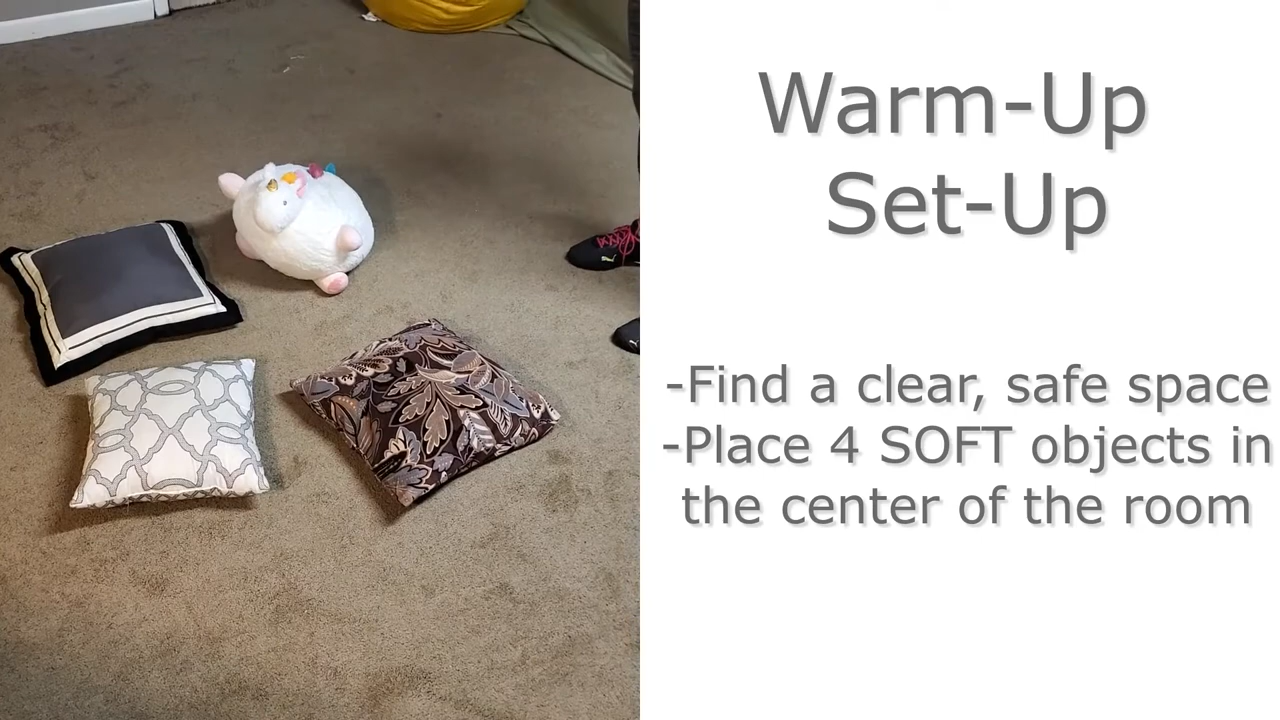 Warm-Up
Set-Up
-Find a clear, safe space
-Place 4 SOFT objects in
the center of the room